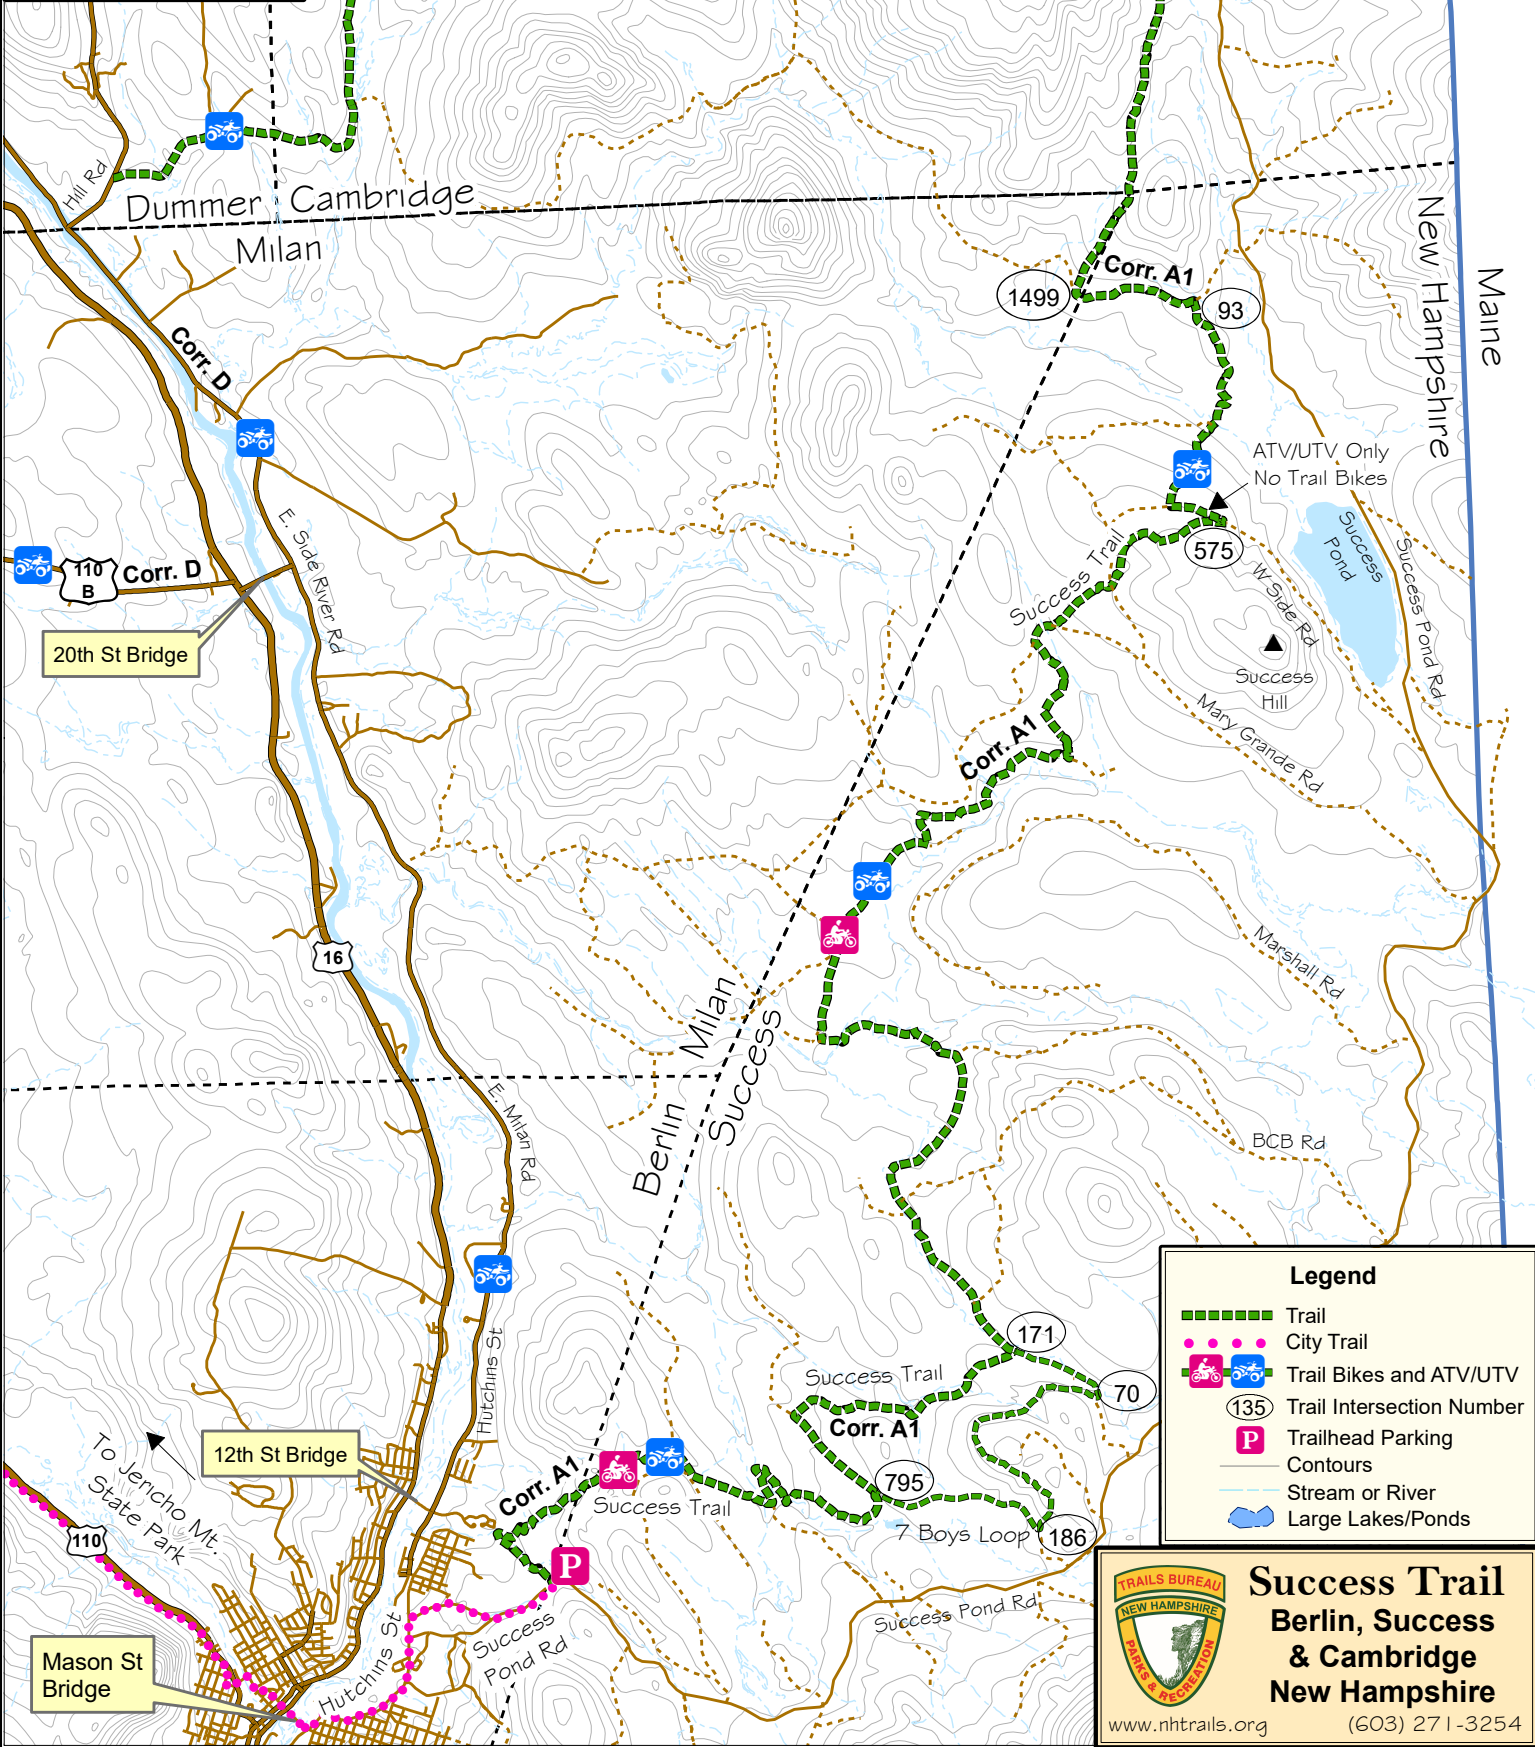 Hill Rd
Dummer
Cambridge
Milan
Corr. D
Corr. A1
1499
93
New Hampshire
Maine
ATV/UTV Only
No Trail Bikes
575
Success Trail
Success
Pond
Success Pond Rd
W Side Rd
Success
Hill
Mary Grande Rd
E. Side River Rd
110
B
Corr. D
20th St Bridge
Corr. A1
16
Marshall Rd
Milan
Success
Berlin
E. Milan Rd
BCB Rd
171
70
Success Trail
Corr. A1
795
7 Boys Loop
186
Hutchins St
12th St Bridge
Corr. A1
Success Trail
P
To Jericho Mt.
State Park
110
Mason St
Bridge
Hutchins St
Success
Pond Rd
Success Pond Rd
Legend
Trail
City Trail
Trail Bikes and ATV/UTV
135
Trail Intersection Number
P
Trailhead Parking
Contours
Stream or River
Large Lakes/Ponds
TRAILS BUREAU
NEW HAMPSHIRE
PARKS & RECREATION
Success Trail
Berlin, Success
& Cambridge
New Hampshire
www.nhtrails.org
(603) 271-3254